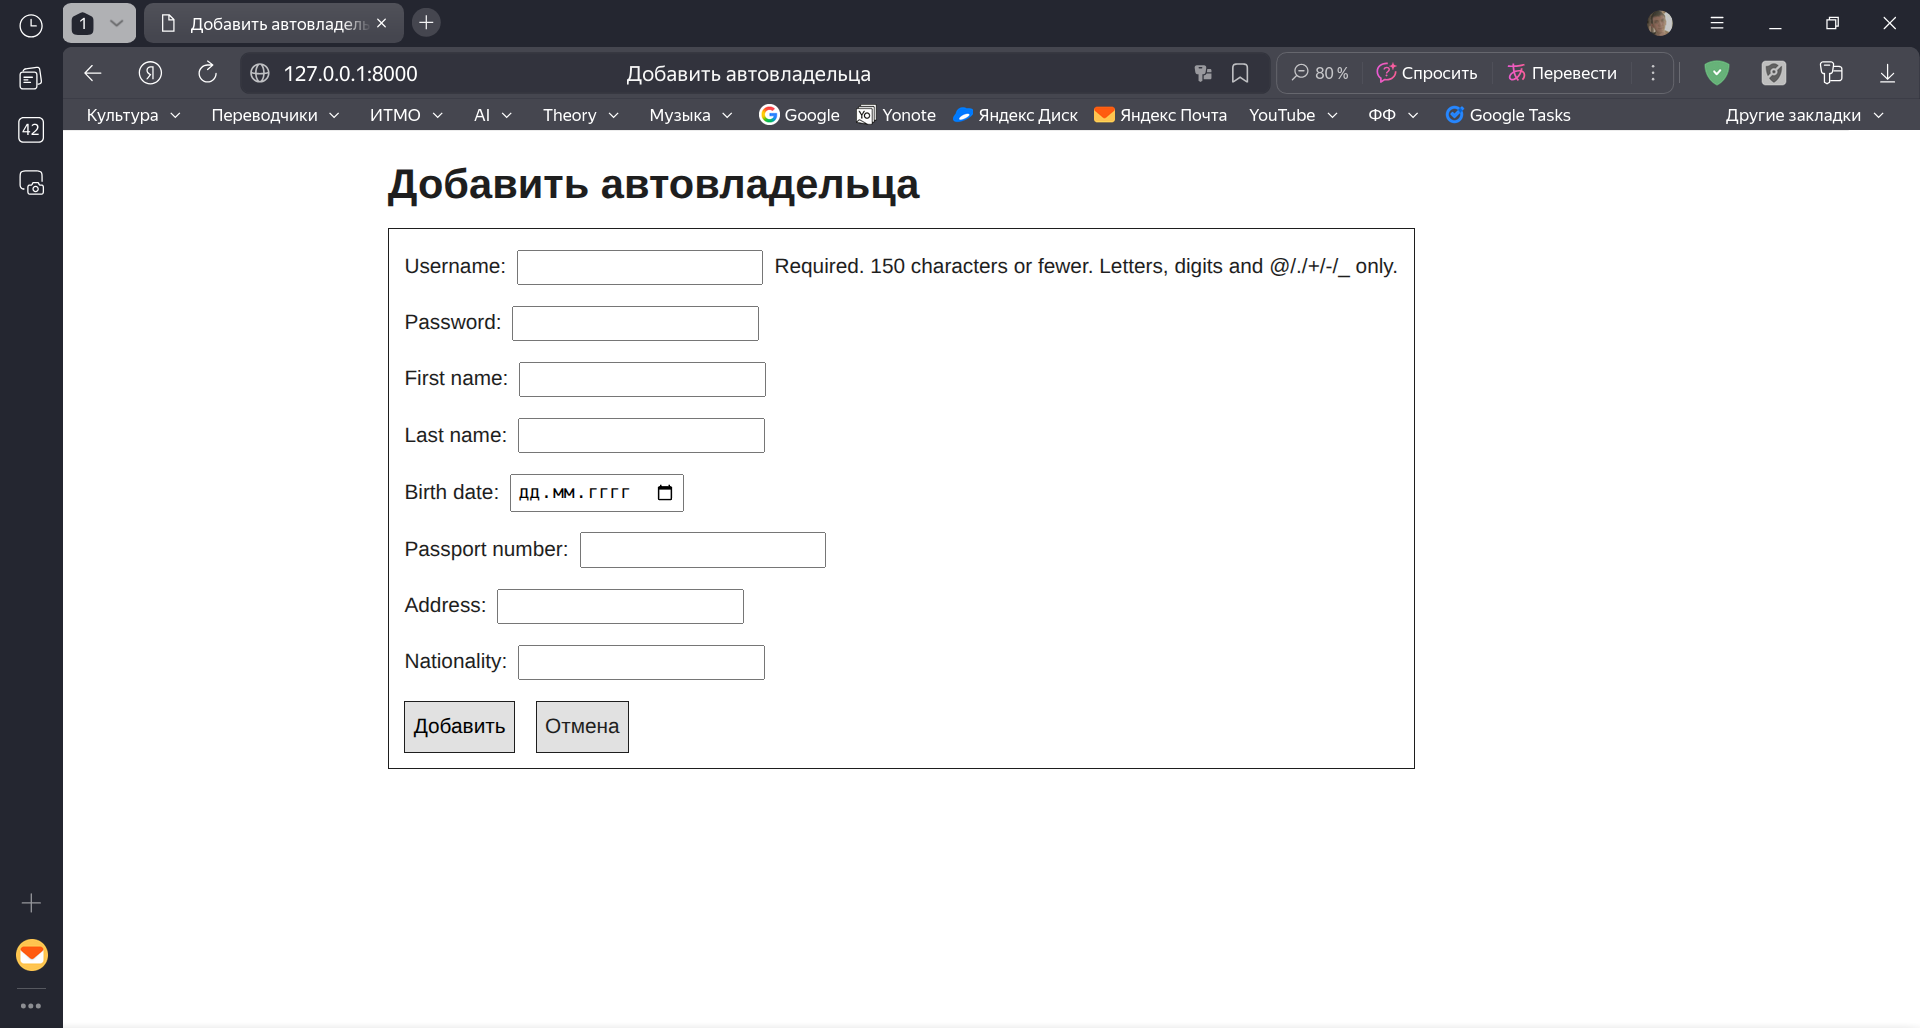 1
Добавить автовладель
127.0.0.1:8000
Добавить автовладельца
80 %
Спросить
Перевести
42
Культура
Переводчики
ИТМО
AI
Theory
Музыка
Google
Yonote
Яндекс Диск
Яндекс Почта
YouTube
ФФ
Google Tasks
Другие закладки
Добавить автовладельца
Username: Required. 150 characters or fewer. Letters, digits and @/./+/-/_ only.
Password:
First name:
Last name:
Birth date: дд.мм.гггг
Passport number:
Address:
Nationality:
Добавить Отмена